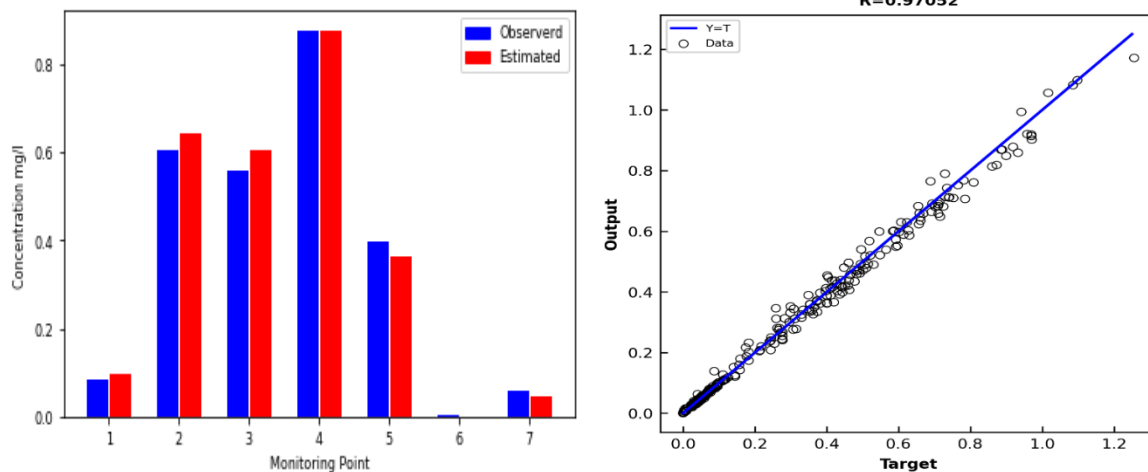 Observerd
Estimated
Concentration mg/l
0.8
0.6
0.4
0.2
0.0
1 2 3 4 5 6 7
Monitoring Point
R=0.97052
Y=T
Data
Output
1.2
1.0
0.8
0.6
0.4
0.2
0.0
0.0 0.2 0.4 0.6 0.8 1.0 1.2
Target